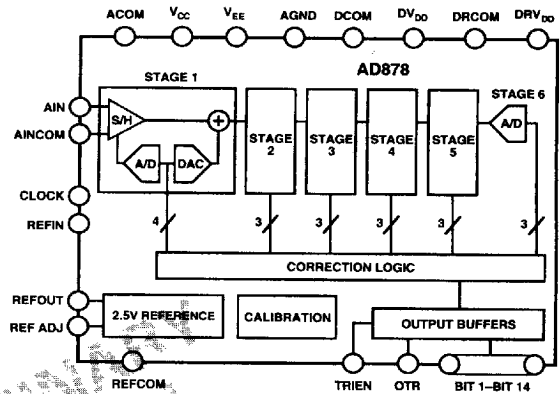 ACOM VCC VEE AGND DCOM DVDD DRCOM DRVDD
AD878
STAGE 1
STAGE 6
AIN
S/H
+
AINCOM
A/D
DAC
STAGE 2
STAGE 3
STAGE 4
STAGE 5
A/D
CLOCK
REFIN
4
3
3
3
3
3
CORRECTION LOGIC
REFOUT
REF ADJ
2.5V REFERENCE
CALIBRATION
OUTPUT BUFFERS
REFCOM
TRIEN
OTR
BIT 1–BIT 14